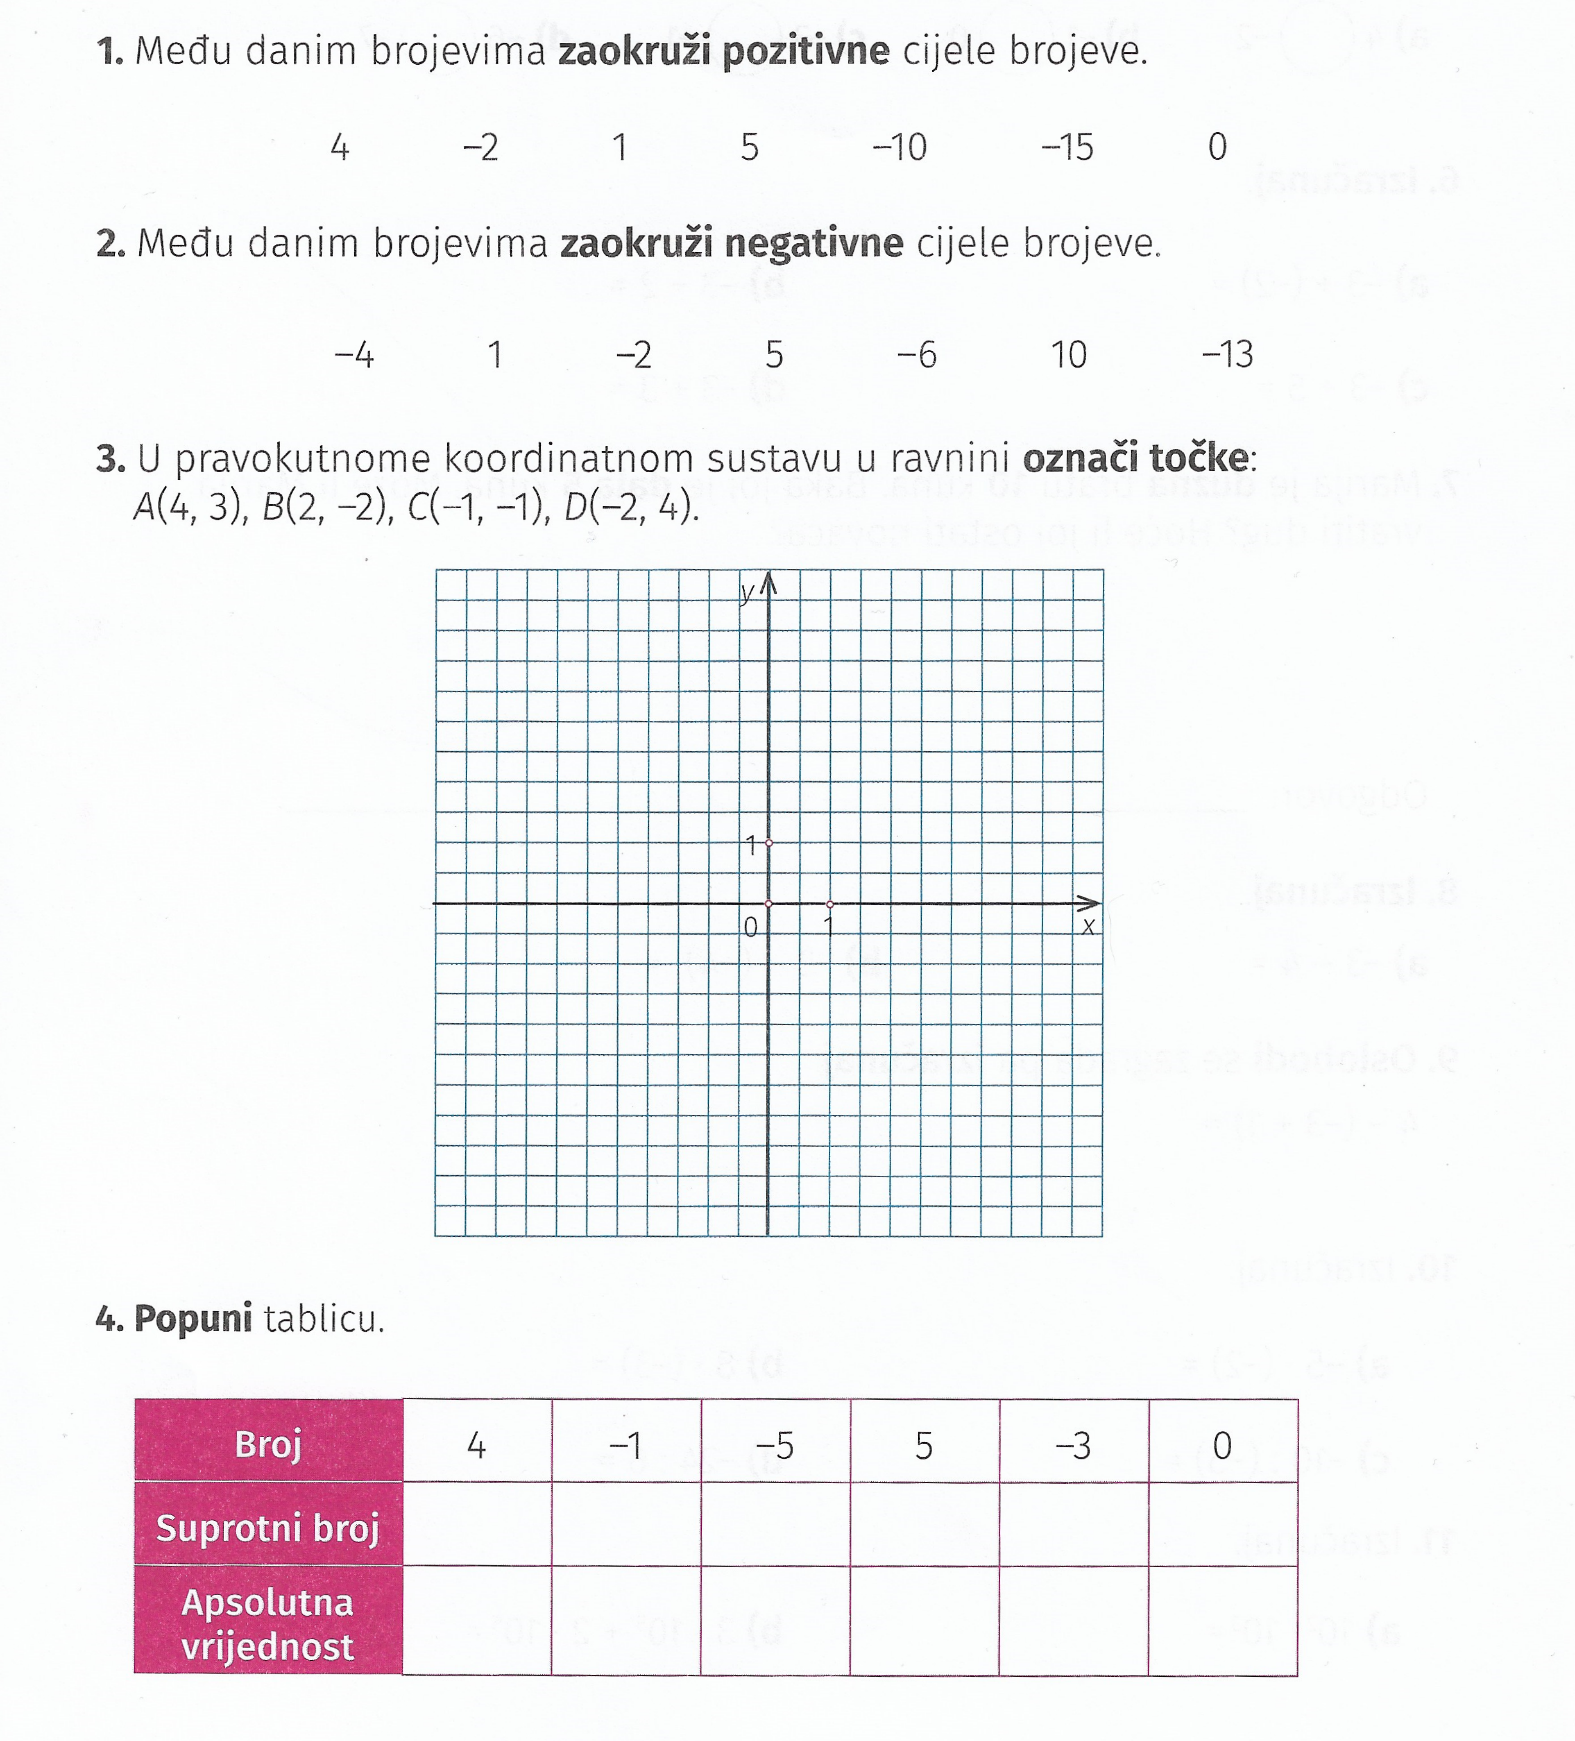 1. Među danim brojevima zaokruži pozitivne cijele brojeve.
4 –2 1 5 –10 –15 0
2. Među danim brojevima zaokruži negativne cijele brojeve.
–4 1 –2 5 –6 10 –13
3. U pravokutnome koordinatnom sustavu u ravnini označi točke:
A(4, 3), B(2, –2), C(–1, –1), D(–2, 4).
y
1
0 1 x
4. Popuni tablicu.
Broj 4 –1 –5 5 –3 0
Suprotni broj
Apsolutna
vrijednost